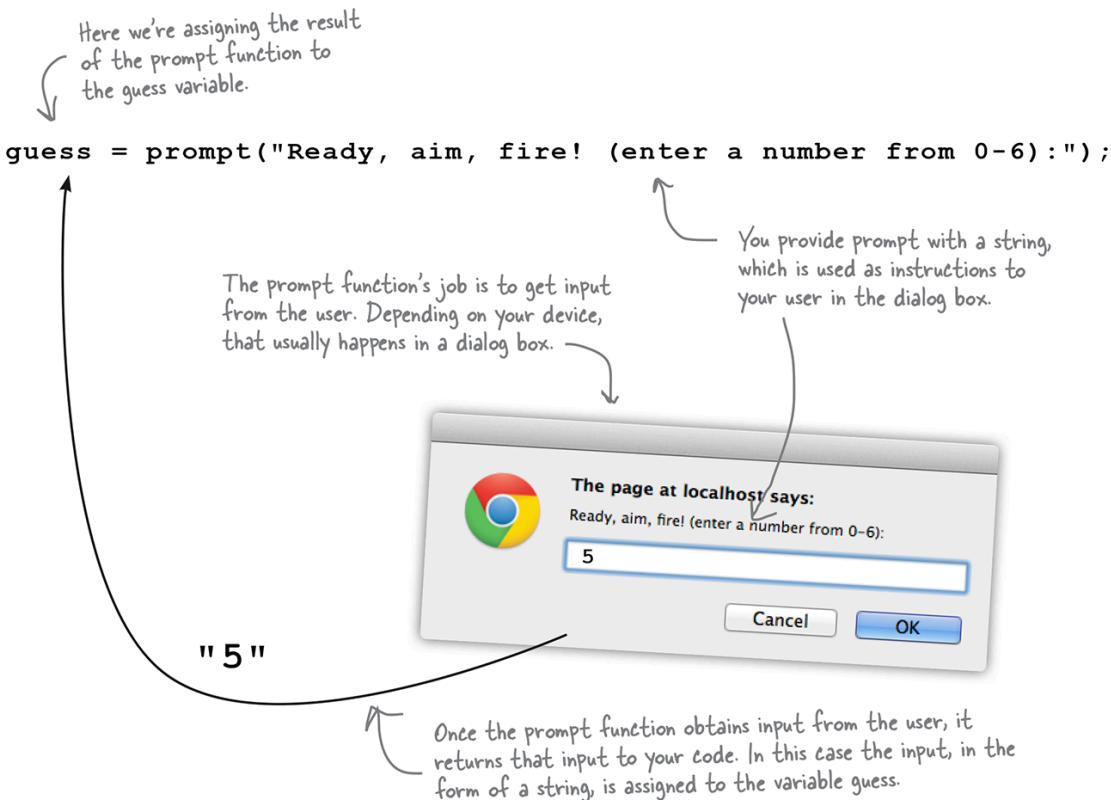 Here we're assigning the result
of the prompt function to
the guess variable.
guess = prompt("Ready, aim, fire! (enter a number from 0-6):");
You provide prompt with a string,
which is used as instructions to
your user in the dialog box.
The prompt function's job is to get input
from the user. Depending on your device,
that usually happens in a dialog box.
The page at localhost says:
Ready, aim, fire! (enter a number from 0-6):
5
Cancel
OK
"5"
Once the prompt function obtains input from the user, it
returns that input to your code. In this case the input, in the
form of a string, is assigned to the variable guess.